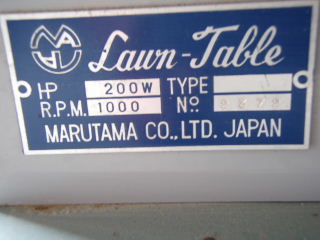 Lawn-Table
HP 200W TYPE
R.P.M. 1000 No.
MARUTAMA CO.,LTD. JAPAN